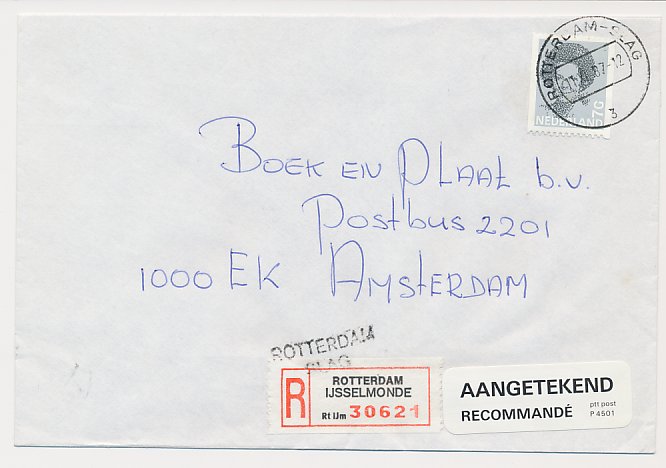 ROTTERDAM-SLAG
3
NEDERLAND 7G
BOEK EN PLAAT b.v.
Postbus 2201
1000 EK AMSTERDAM
ROTTERDAM
SLAG
R
ROTTERDAM
IJSSELMONDE
Rt IJm 30621
AANGETEKEND
RECOMMANDÉ
ptt post
P 4501